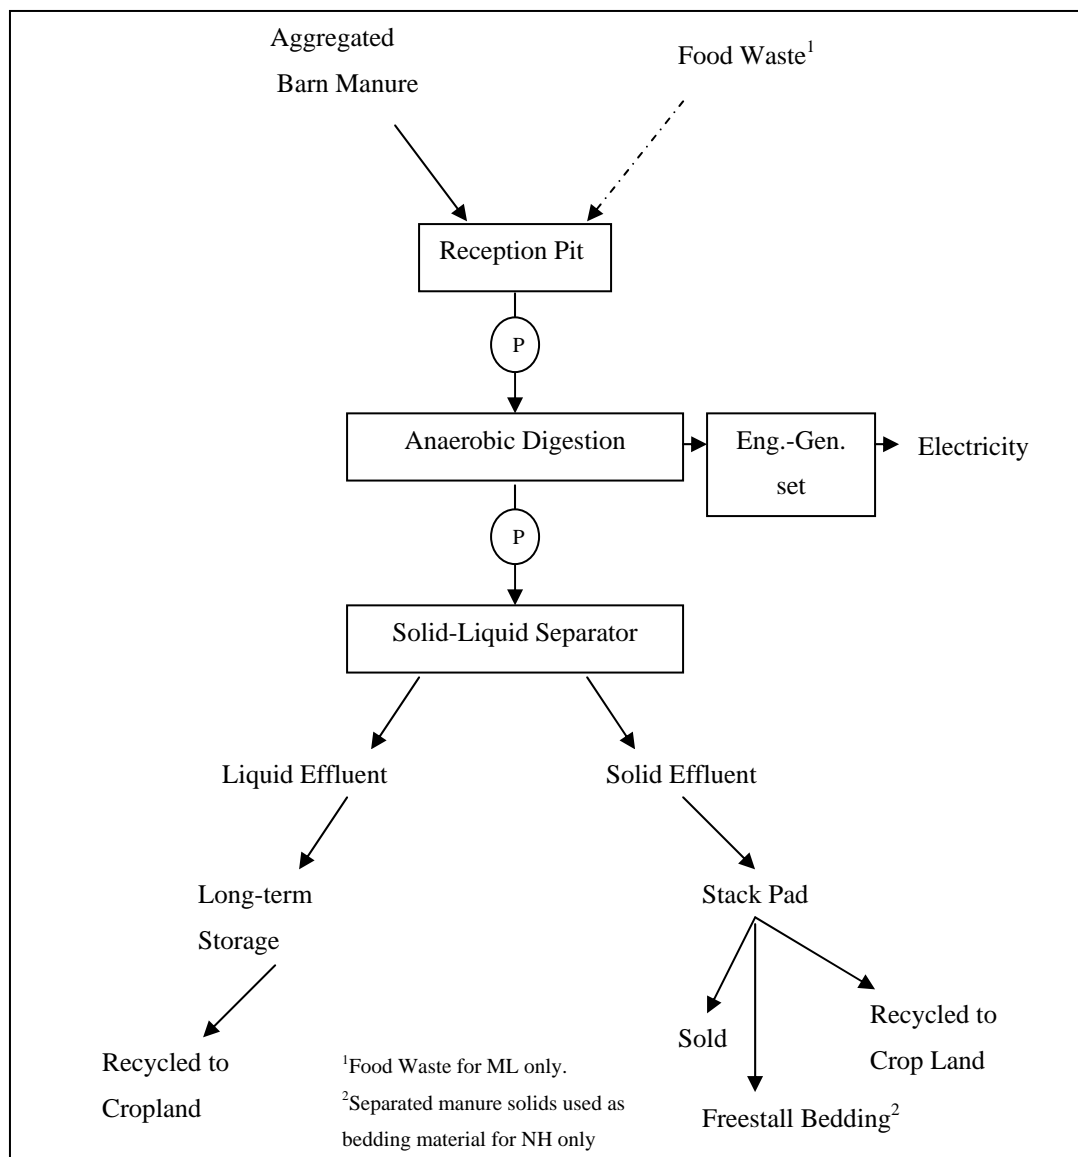 Aggregated
Barn Manure
Food Waste¹
Reception Pit
P
Anaerobic Digestion
Eng.-Gen.
set
Electricity
P
Solid-Liquid Separator
Liquid Effluent
Solid Effluent
Long-term
Storage
Stack Pad
Sold
Recycled to
Crop Land
Recycled to
Cropland
Freestall Bedding²
¹Food Waste for ML only.
²Separated manure solids used as
bedding material for NH only